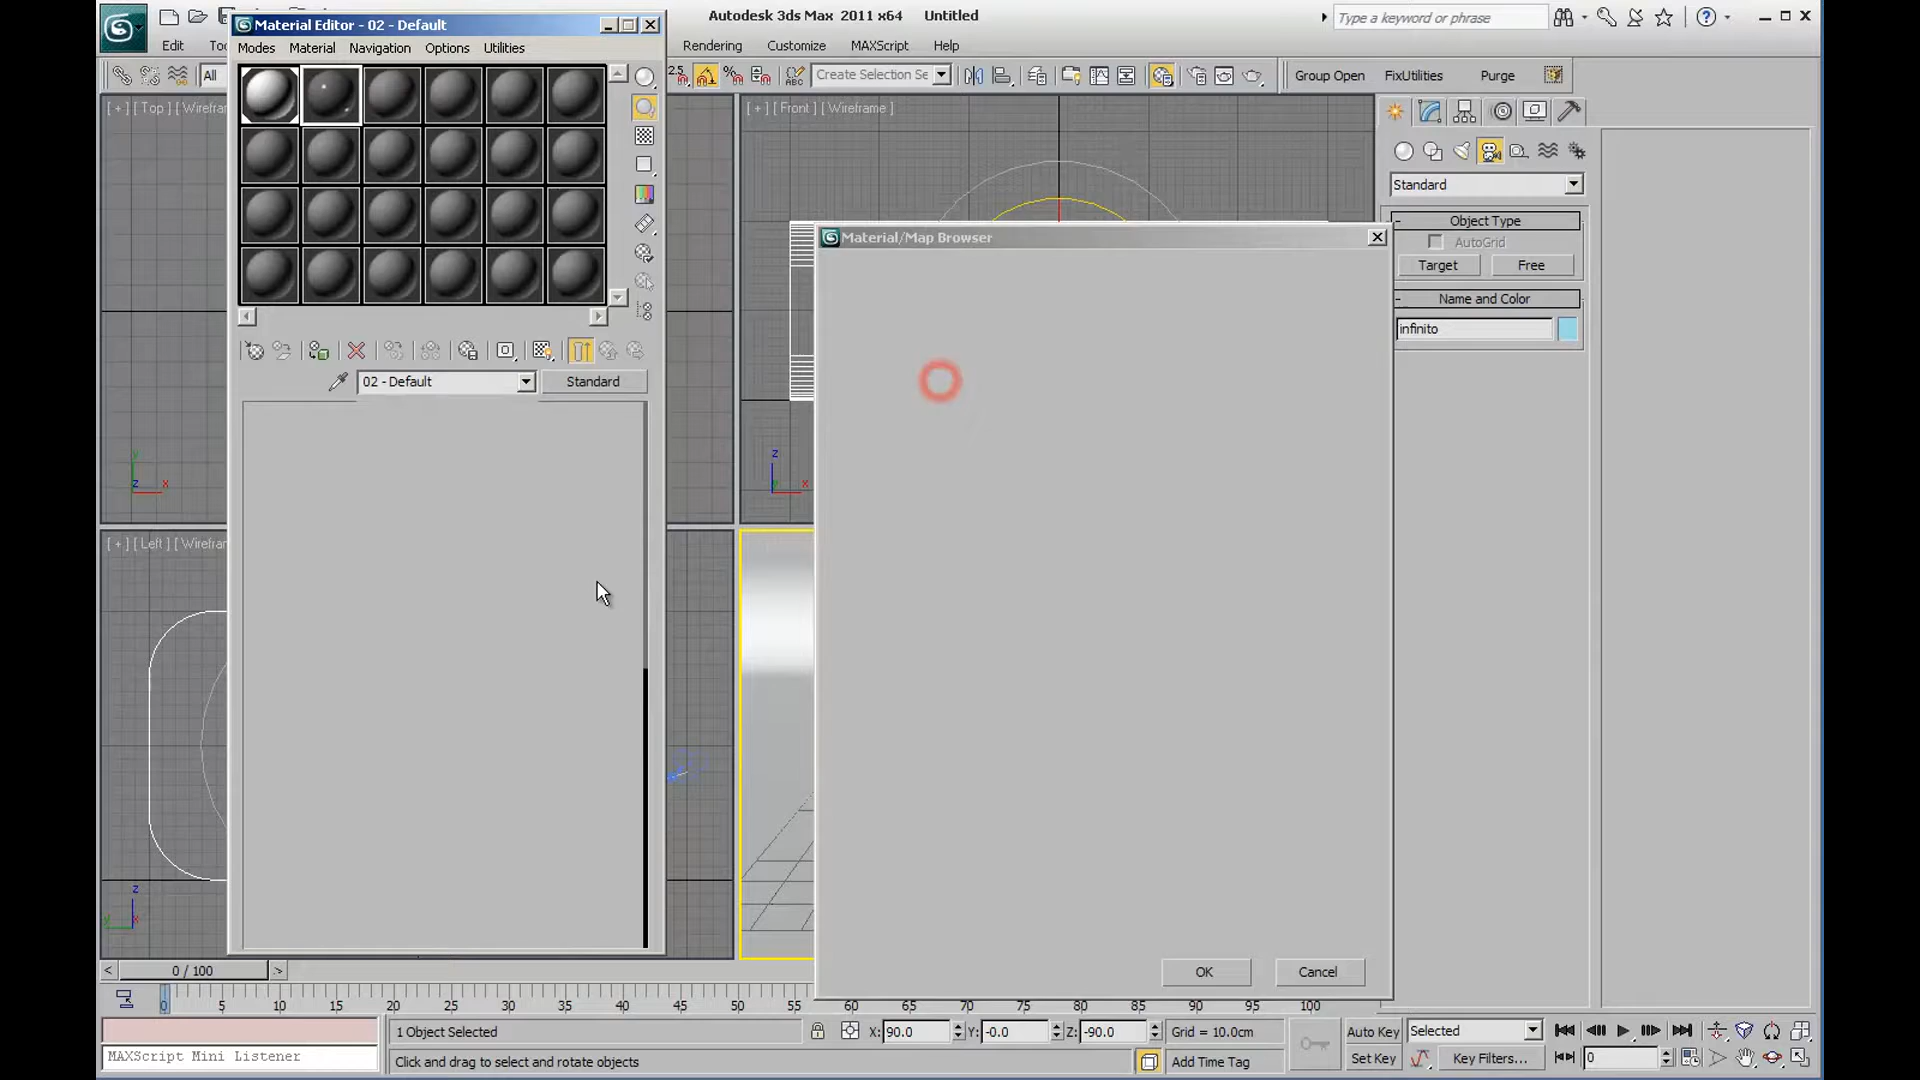 Material Editor - 02 - Default
Autodesk 3ds Max 2011 x64 Untitled
Type a keyword or phrase
Edit
Rendering Customize MAXScript Help
Modes Material Navigation Options Utilities
All
Create Selection Se
Group Open FixUtilities Purge
[ + ] [ Top ] [ Wirefra
[ + ] [ Front ] [ Wireframe ]
Standard
Object Type
AutoGrid
Target Free
Name and Color
infinito
Material/Map Browser
02 - Default Standard
[ + ] [ Left ] [ Wirefran
OK Cancel
0 / 100
0 5 10 15 20 25 30 35 40 45 50 55 60 65 70 75 80 85 90 95 100
1 Object Selected
X: 90.0 Y: -0.0 Z: -90.0 Grid = 10.0cm
Auto Key Selected
MAXScript Mini Listener
Click and drag to select and rotate objects
Add Time Tag
Set Key Key Filters... 0